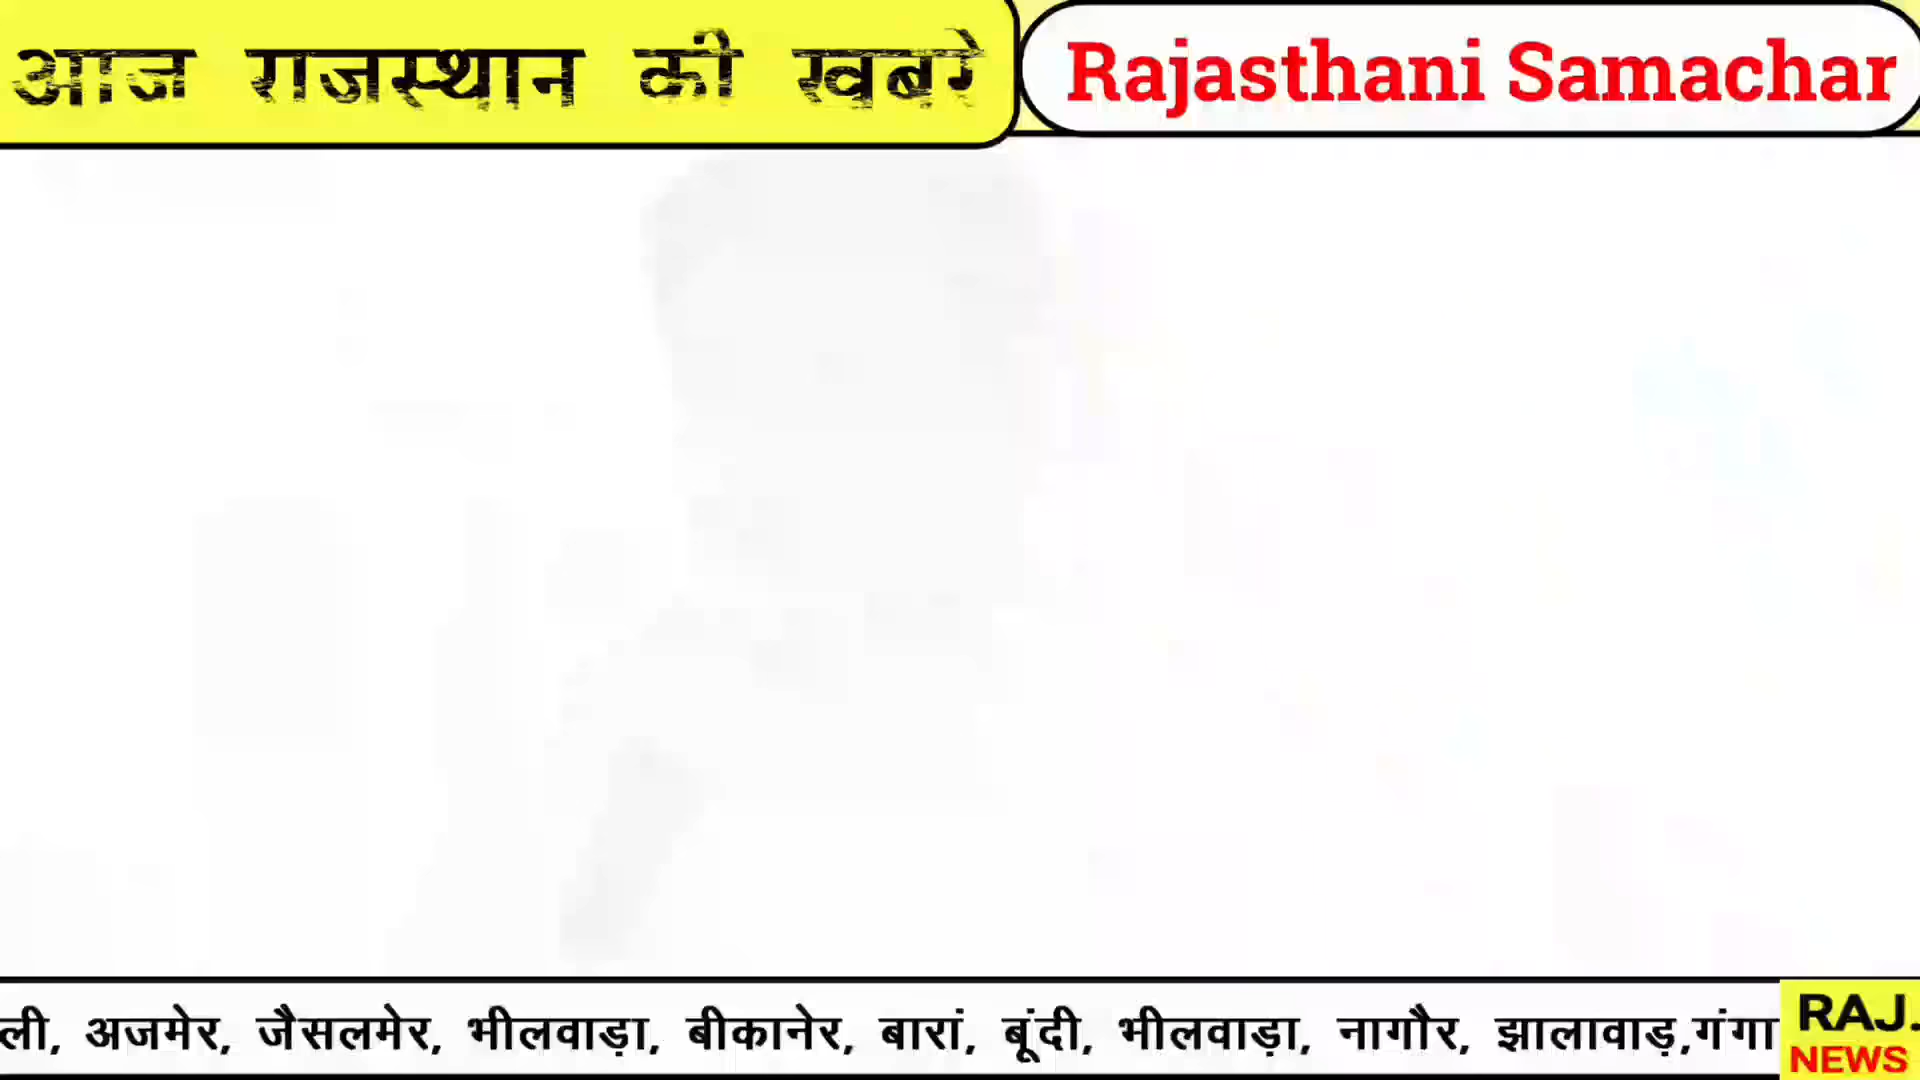 आज राजस्थान की खबरे
Rajasthani Samachar
ली, अजमेर, जैसलमेर, भीलवाड़ा, बीकानेर, बारां, बूंदी, भीलवाड़ा, नागौर, झालावाड़,गंगा
RAJ.
NEWS